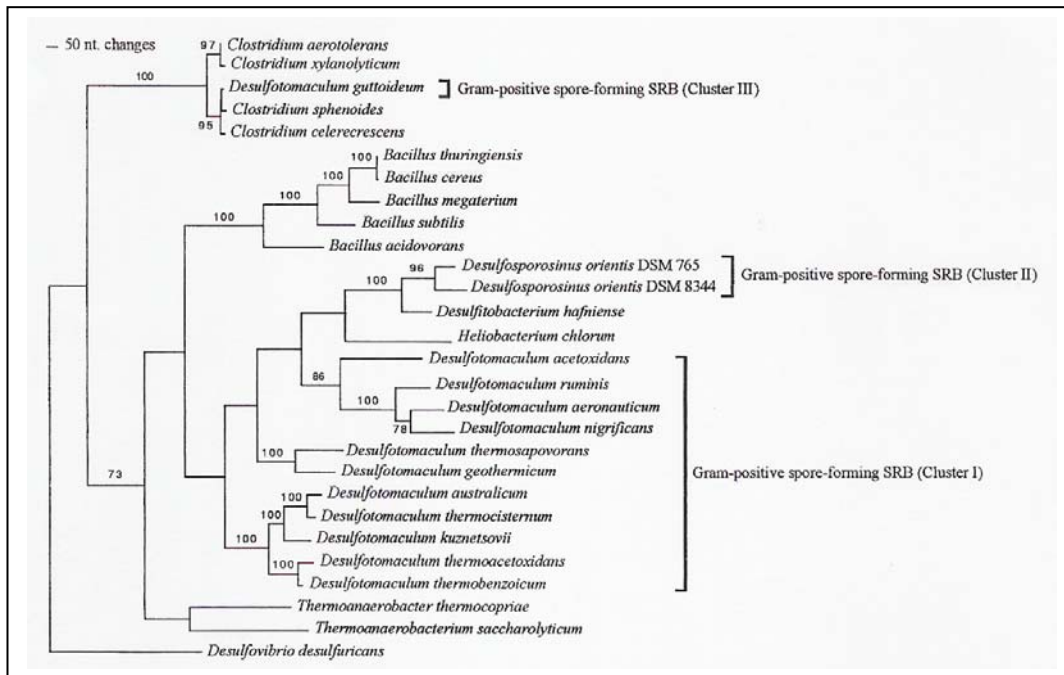 50 nt. changes
97
Clostridium aerotolerans
Clostridium xylanolyticum
100
Desulfotomaculum guttoideum
Gram-positive spore-forming SRB (Cluster III)
Clostridium sphenoides
95
Clostridium celerecrescens
100
Bacillus thuringiensis
Bacillus cereus
100
100
Bacillus megaterium
Bacillus subtilis
Bacillus acidovorans
96
Desulfosporosinus orientis DSM 765
Gram-positive spore-forming SRB (Cluster II)
100
Desulfosporosinus orientis DSM 8344
Desulfitobacterium hafniense
Heliobacterium chlorum
Desulfotomaculum acetoxidans
86
Desulfotomaculum ruminis
100
Desulfotomaculum aeronauticum
78
Desulfotomaculum nigrificans
100
Desulfotomaculum thermosapovorans
Desulfotomaculum geothermicum
73
Gram-positive spore-forming SRB (Cluster I)
Desulfotomaculum australicum
100
100
Desulfotomaculum thermocisternum
Desulfotomaculum kuznetsovii
100
Desulfotomaculum thermoacetoxidans
100
Desulfotomaculum thermobenzoicum
Thermoanaerobacter thermocopriae
Thermoanaerobacterium saccharolyticum
Desulfovibrio desulfuricans